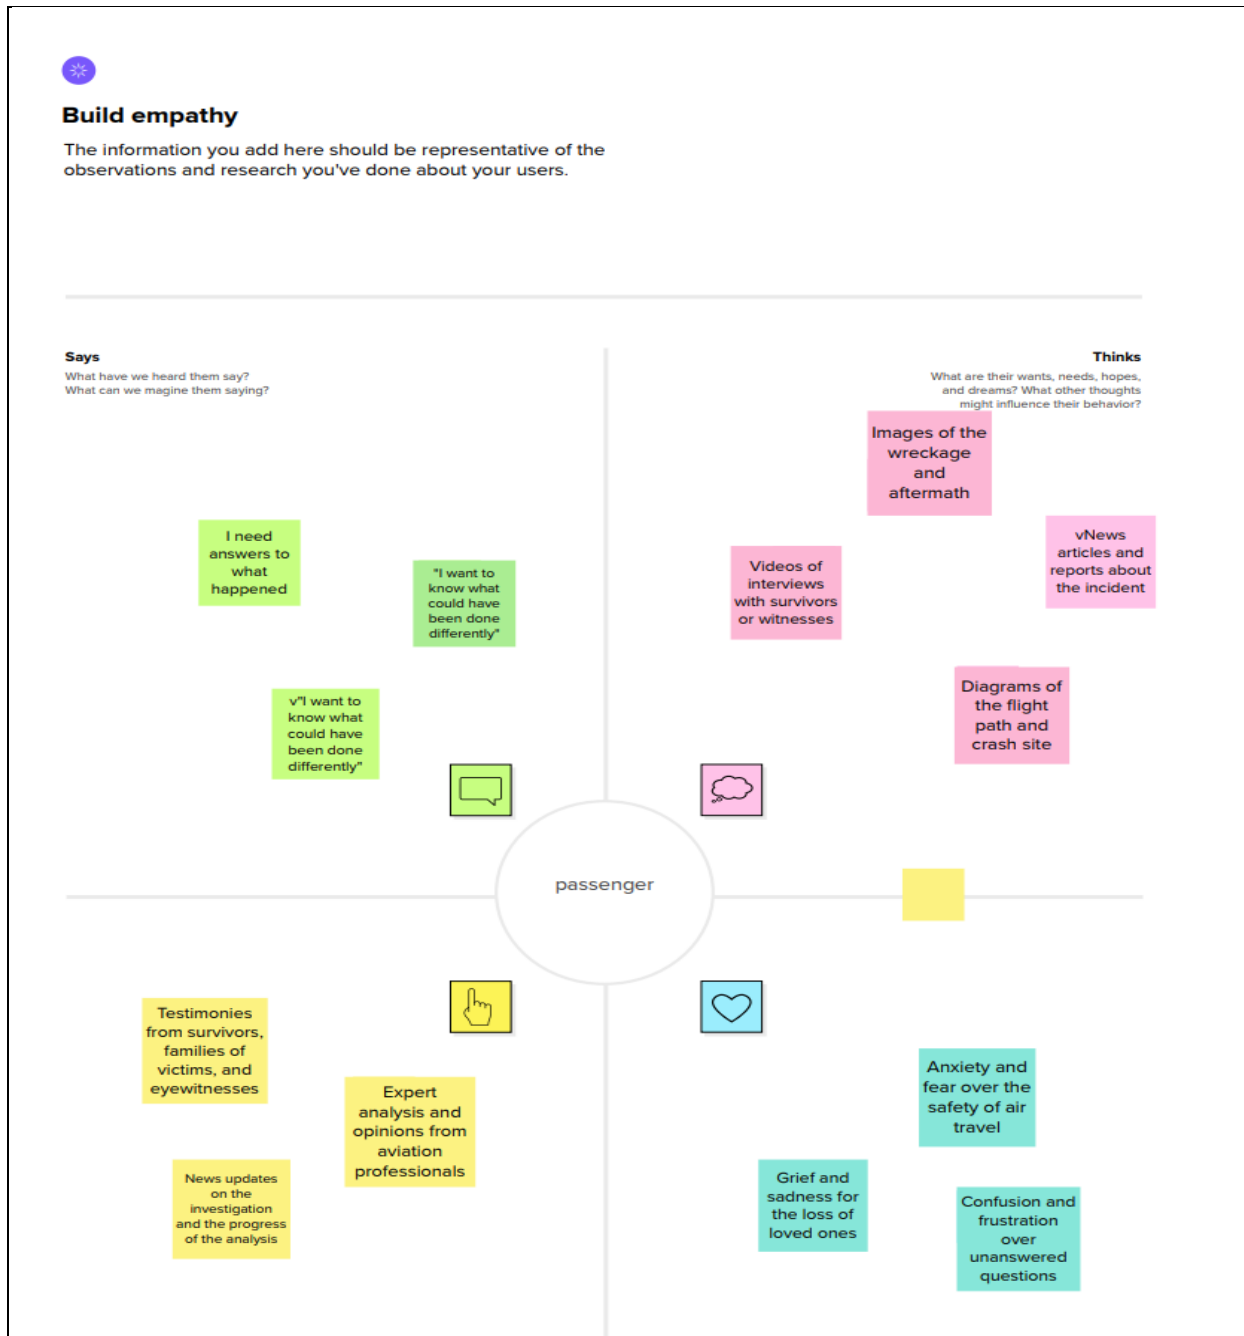 Build empathy
The information you add here should be representative of the
observations and research you've done about your users.
Says
What have we heard them say?
What can we magine them saying?
Thinks
What are their wants, needs, hopes,
and dreams? What other thoughts
might influence their behavior?
I need
answers to
what
happened
"I want to
know what
could have
been done
differently"
v"I want to
know what
could have
been done
differently"
Images of the
wreckage
and
aftermath
Videos of
interviews
with survivors
or witnesses
vNews
articles and
reports about
the incident
Diagrams of
the flight
path and
crash site
passenger
Testimonies
from survivors,
families of
victims, and
eyewitnesses
Expert
analysis and
opinions from
aviation
professionals
News updates
on the
investigation
and the progress
of the analysis
Anxiety and
fear over the
safety of air
travel
Grief and
sadness for
the loss of
loved ones
Confusion and
frustration
over
unanswered
questions